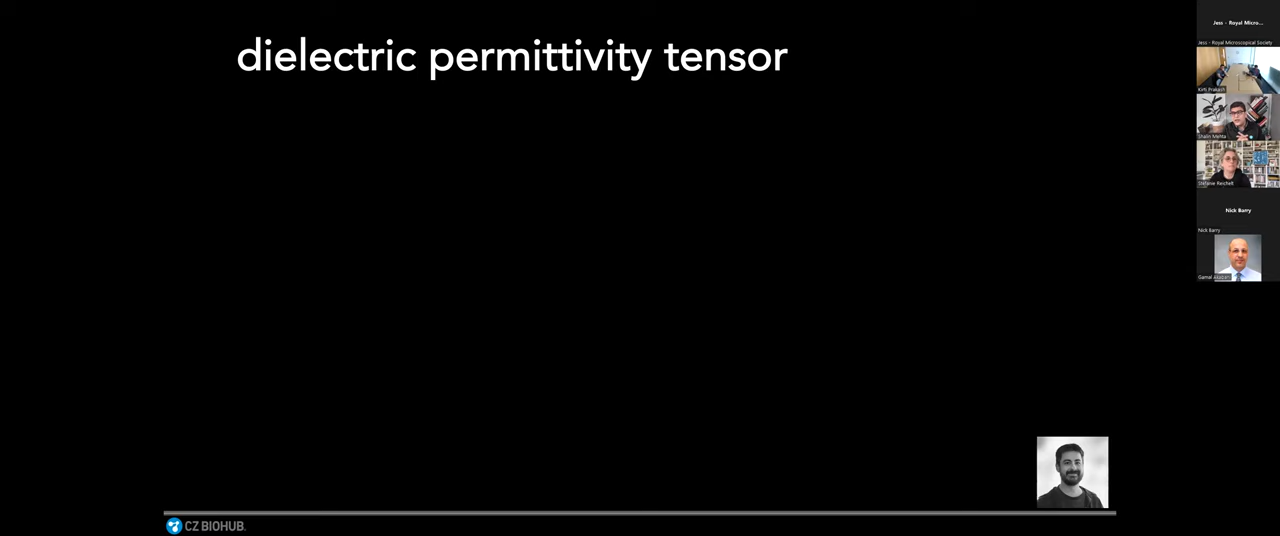 dielectric permittivity tensor
Jess - Royal Micro...
Jess - Royal Microscopical Society
Kirti Prakash
Shalin Mehta
Stefanie Reichelt
Nick Barry
Nick Barry
Gamal
CZ BIOHUB.